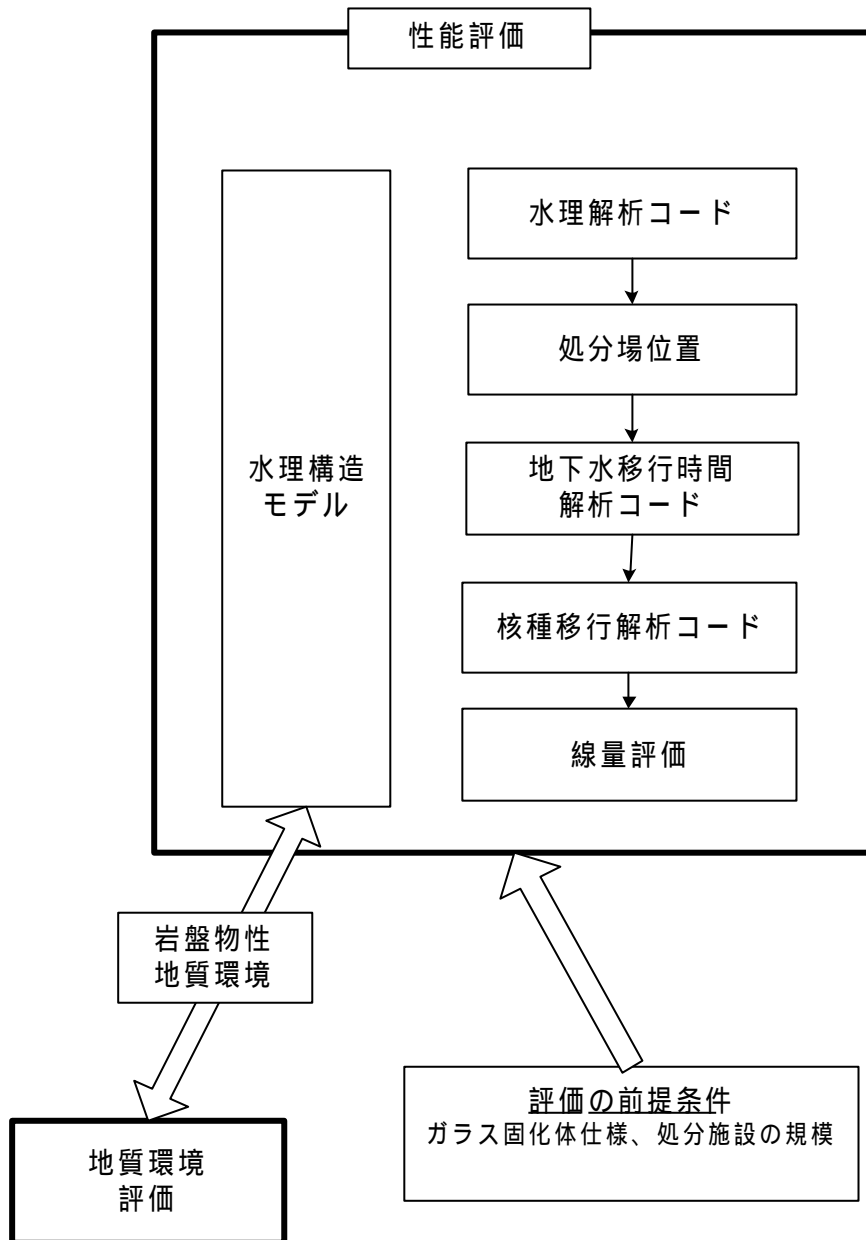 性能評価
水理解析コード
処分場位置
水理構造
モデル
地下水移行時間
解析コード
核種移行解析コード
線量評価
岩盤物性
地質環境
評価の前提条件
ガラス固化体仕様、処分施設の規模
地質環境
評価